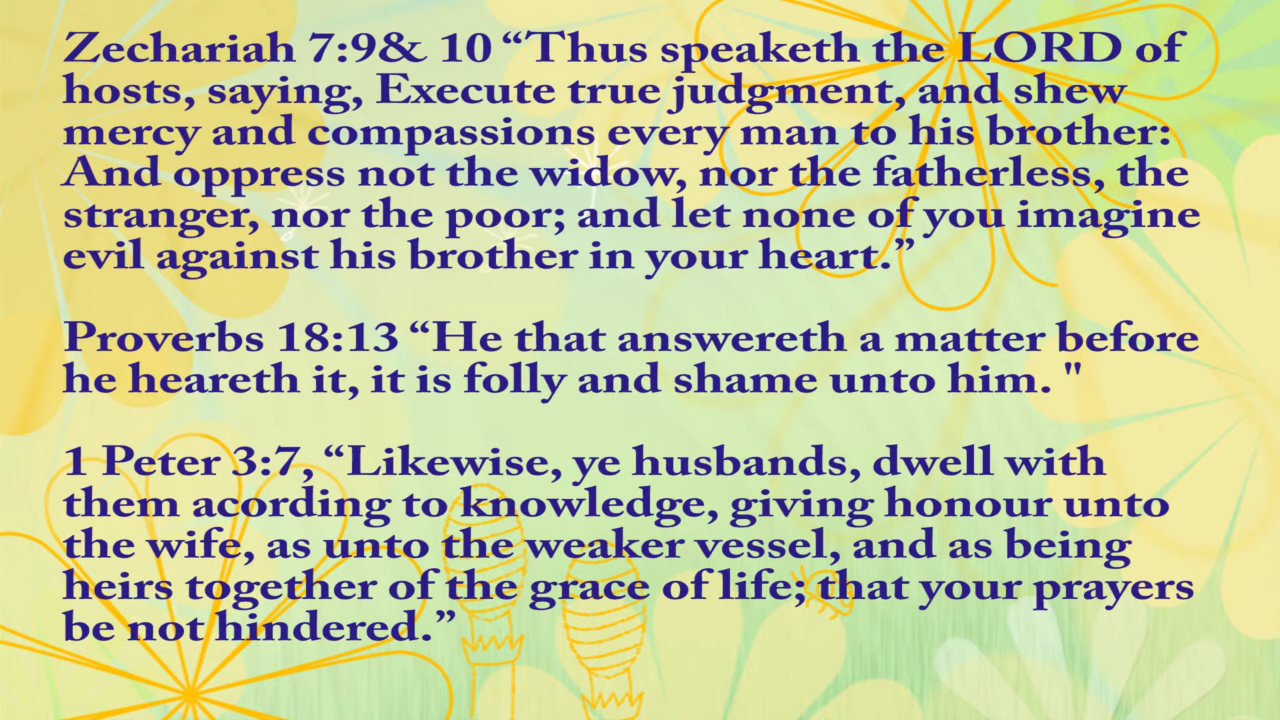 Zechariah 7:9& 10 “Thus speaketh the LORD of
hosts, saying, Execute true judgment, and shew
mercy and compassions every man to his brother:
And oppress not the widow, nor the fatherless, the
stranger, nor the poor; and let none of you imagine
evil against his brother in your heart.”
Proverbs 18:13 “He that answereth a matter before
he heareth it, it is folly and shame unto him. "
1 Peter 3:7, “Likewise, ye husbands, dwell with
them acording to knowledge, giving honour unto
the wife, as unto the weaker vessel, and as being
heirs together of the grace of life; that your prayers
be not hindered.”